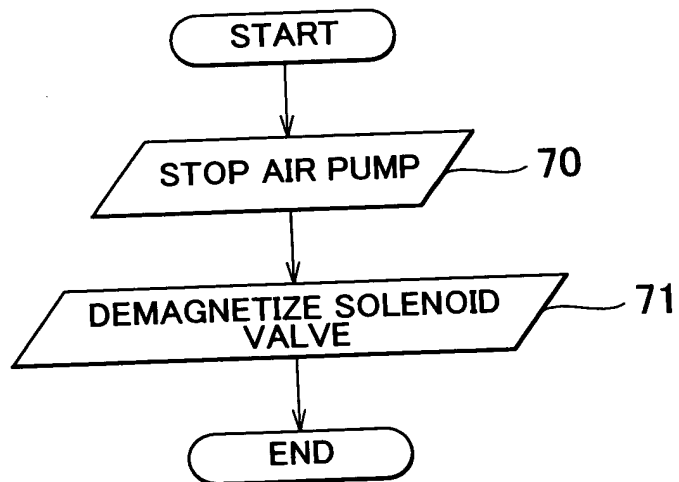 START
STOP AIR PUMP
70
DEMAGNETIZE SOLENOID
VALVE
71
END